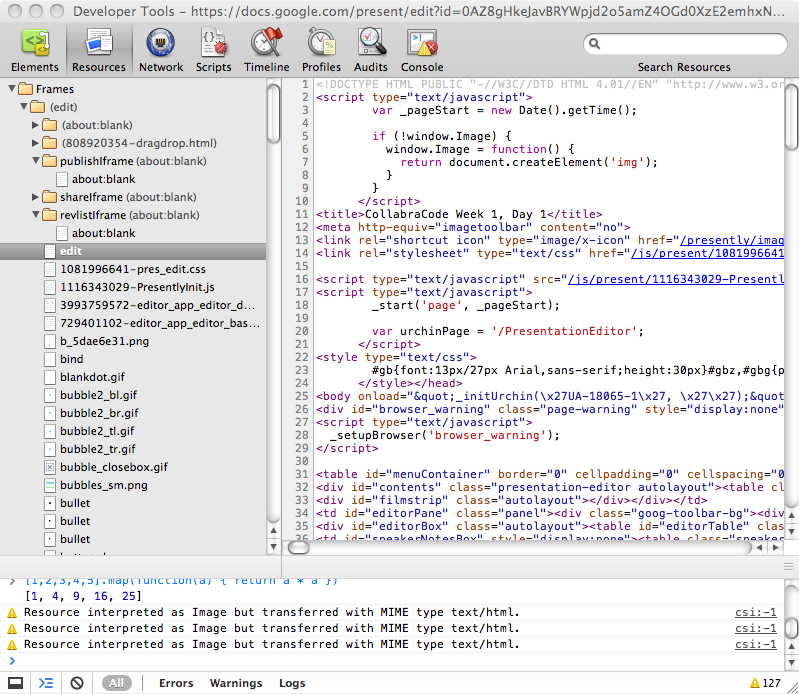 Developer Tools - https://docs.google.com/present/edit?id=0AZ8gHkeJavBRYWpjd2o5amZ4OGd0XzE2emhxN...
Elements Resources Network Scripts Timeline Profiles Audits Console
Search Resources
Frames
(edit)
(about:blank)
(808920354-dragdrop.html)
publishIframe (about:blank)
about:blank
shareIframe (about:blank)
revlistIframe (about:blank)
about:blank
edit
1081996641-pres_edit.css
1116343029-PresentlyInit.js
3993759572-editor_app_editor_d...
729401102-editor_app_editor_bas...
b_5dae6e31.png
bind
blankdot.gif
bubble2_bl.gif
bubble2_br.gif
bubble2_tl.gif
bubble2_tr.gif
bubble_closebox.gif
bubbles_sm.png
bullet
bullet
bullet
1 <!DOCTYPE HTML PUBLIC "-//W3C//DTD HTML 4.01//EN" "http://www.w3.or
2 <script type="text/javascript">
3 var _pageStart = new Date().getTime();
4
5 if (!window.Image) {
6 window.Image = function() {
7 return document.createElement('img');
8 }
9 }
10 </script>
11 <title>CollabraCode Week 1, Day 1</title>
12 <meta http-equiv="imagetoolbar" content="no">
13 <link rel="shortcut icon" type="image/x-icon" href="/presently/imag
14 <link rel="stylesheet" type="text/css" href="/js/present/1081996641
15
16 <script type="text/javascript" src="/js/present/1116343029-Presentl
17 <script type="text/javascript">
18 _start('page', _pageStart);
19
20 var urchinPage = '/PresentationEditor';
21 </script>
22 <style type="text/css">
23 #gb{font:13px/27px Arial,sans-serif;height:30px}#gbz,#gbg{p
24 </style></head>
25 <body onload="&quot;_initUrchin(\x27UA-18065-1\x27, \x27\x27);&quot
26 <div id="browser_warning" class="page-warning" style="display:none"
27 <script type="text/javascript">
28 _setupBrowser('browser_warning');
29 </script>
30
31 <table id="menuContainer" border="0" cellpadding="0" cellspacing="0
32 <div id="contents" class="presentation-editor autolayout"><table cl
33 <div id="filmstrip" class="autolayout"></div></div></td>
34 <td id="editorPane" class="panel"><div class="goog-toolbar-bg"><div
35 <div id="editorBox" class="autolayout"><table id="editorTable" clas
36 <td id="speakerNotesBox" style="display:none"><table class="speaker
> [1,2,3,4,5].map(function(a) { return a * a })
[1, 4, 9, 16, 25]
Resource interpreted as Image but transferred with MIME type text/html. csi:-1
Resource interpreted as Image but transferred with MIME type text/html. csi:-1
Resource interpreted as Image but transferred with MIME type text/html. csi:-1
>
All Errors Warnings Logs 127